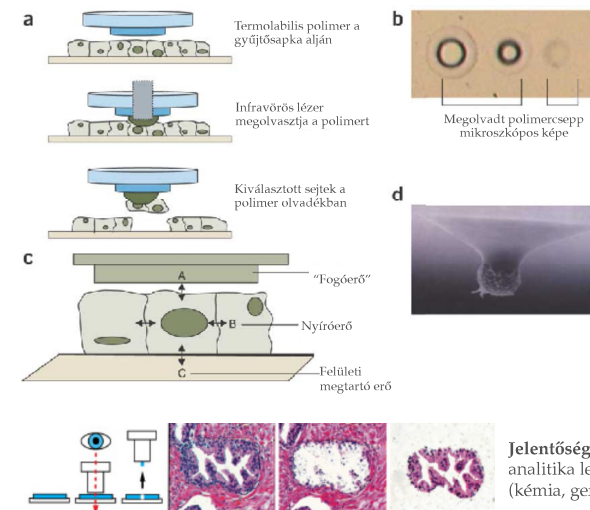 a
Termolabilis polimer a
gyűjtősapka alján
Infravörös lézer
megolvasztja a polimert
Kiválasztott sejtek a
polimer olvadékban
b
Megolvadt polimercsepp
mikroszkópos képe
c
A
B
C
"Fogóerő"
Nyíróerő
Felületi
megtartó erő
d
Jelentőség
analitika le
(kémia, gen